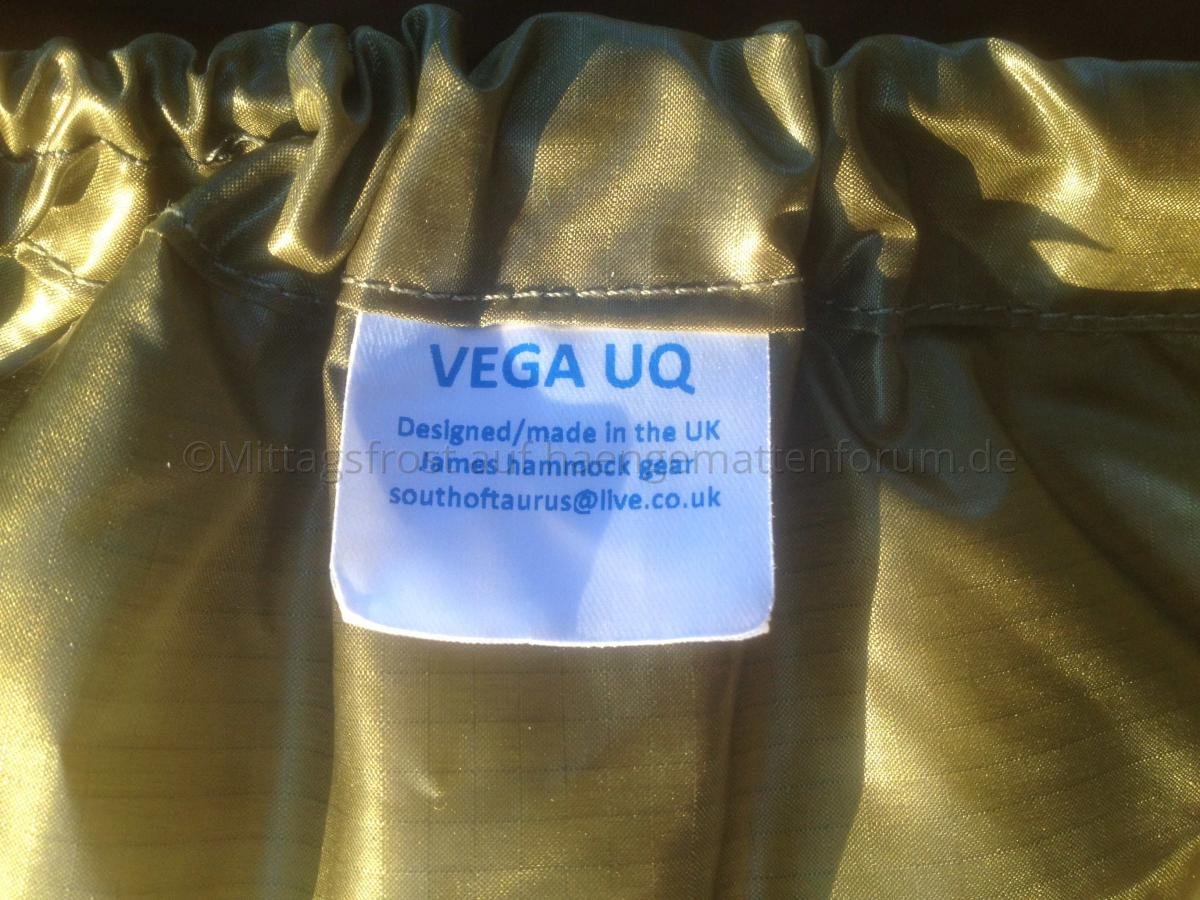 VEGA UQ
Designed/made in the UK
©Mittagsfrost auf haengemattenforum.de
James hammock gear
southoftaurus@live.co.uk